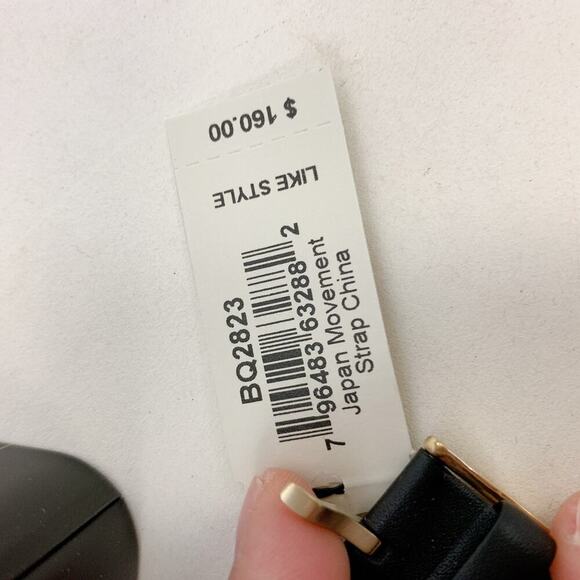 $ 160.00
LIKE STYLE
BQ2823
7 96483 63288 2
Japan Movement
Strap China